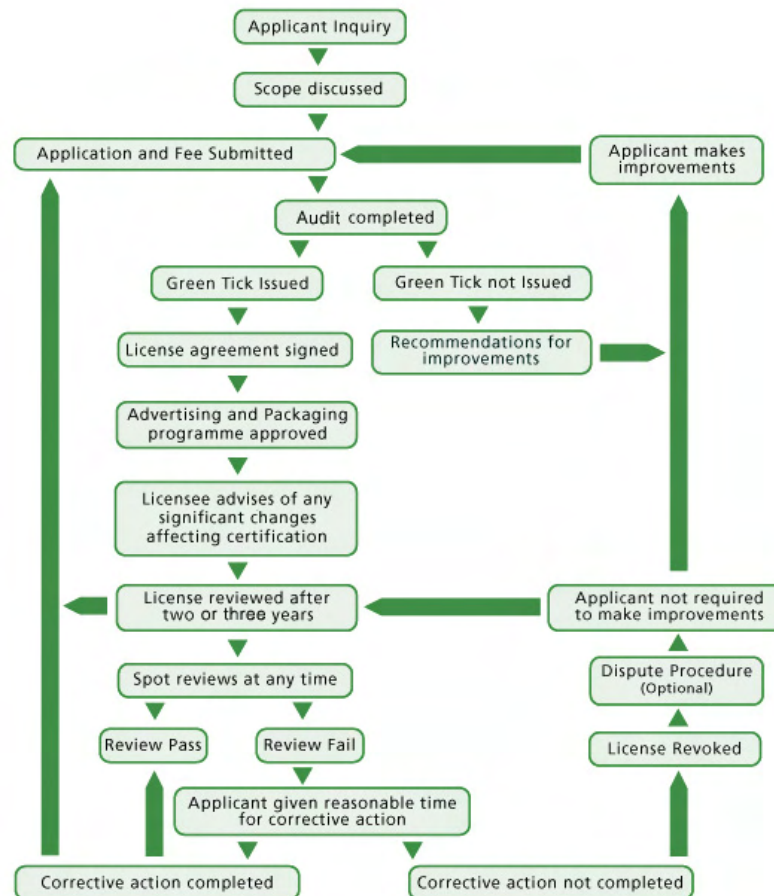 Applicant Inquiry
Scope discussed
Application and Fee Submitted
Applicant makes
improvements
Audit completed
Green Tick Issued
Green Tick not Issued
License agreement signed
Recommendations for
improvements
Advertising and Packaging
programme approved
Licensee advises of any
significant changes
affecting certification
License reviewed after
two or three years
Applicant not required
to make improvements
Spot reviews at any time
Dispute Procedure
(Optional)
Review Pass
Review Fail
License Revoked
Applicant given reasonable time
for corrective action
Corrective action completed
Corrective action not completed